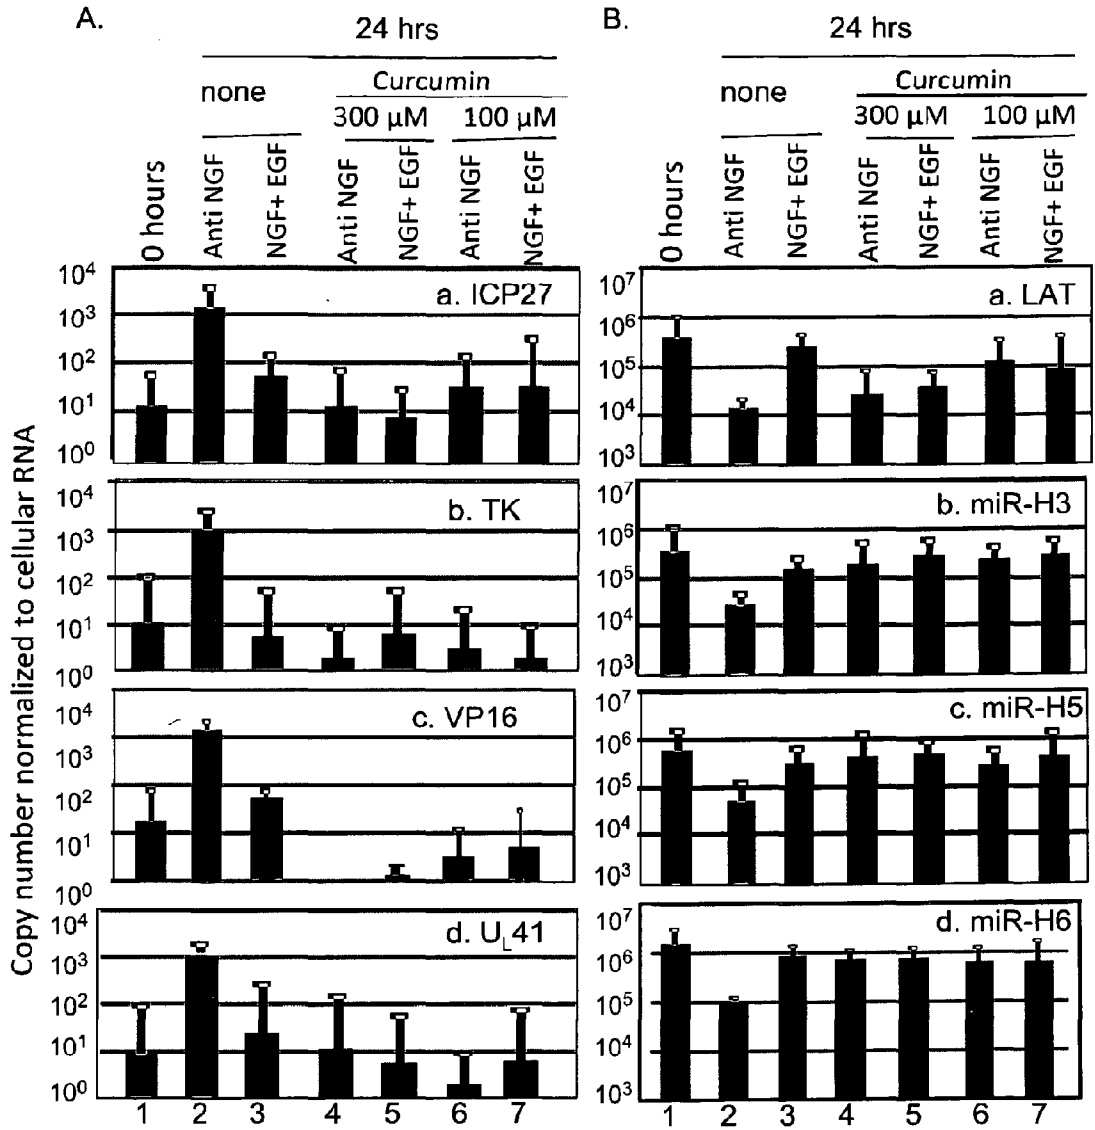 A.
24 hrs
none
Curcumin
300 µM
100 µM
0 hours
Anti NGF
NGF+ EGF
Anti NGF
NGF+ EGF
Anti NGF
NGF+ EGF
Copy number normalized to cellular RNA
a. ICP27
10⁴
10³
10²
10¹
10⁰
b. TK
10⁴
10³
10²
10¹
10⁰
c. VP16
10⁴
10³
10²
10¹
10⁰
d. U_L41
10⁴
10³
10²
10¹
10⁰
1 2 3 4 5 6 7
B.
24 hrs
none
Curcumin
300 µM
100 µM
0 hours
Anti NGF
NGF+ EGF
Anti NGF
NGF+ EGF
Anti NGF
NGF+ EGF
a. LAT
10⁷
10⁶
10⁵
10⁴
10³
b. miR-H3
10⁷
10⁶
10⁵
10⁴
10³
c. miR-H5
10⁷
10⁶
10⁵
10⁴
10³
d. miR-H6
10⁷
10⁶
10⁵
10⁴
10³
1 2 3 4 5 6 7